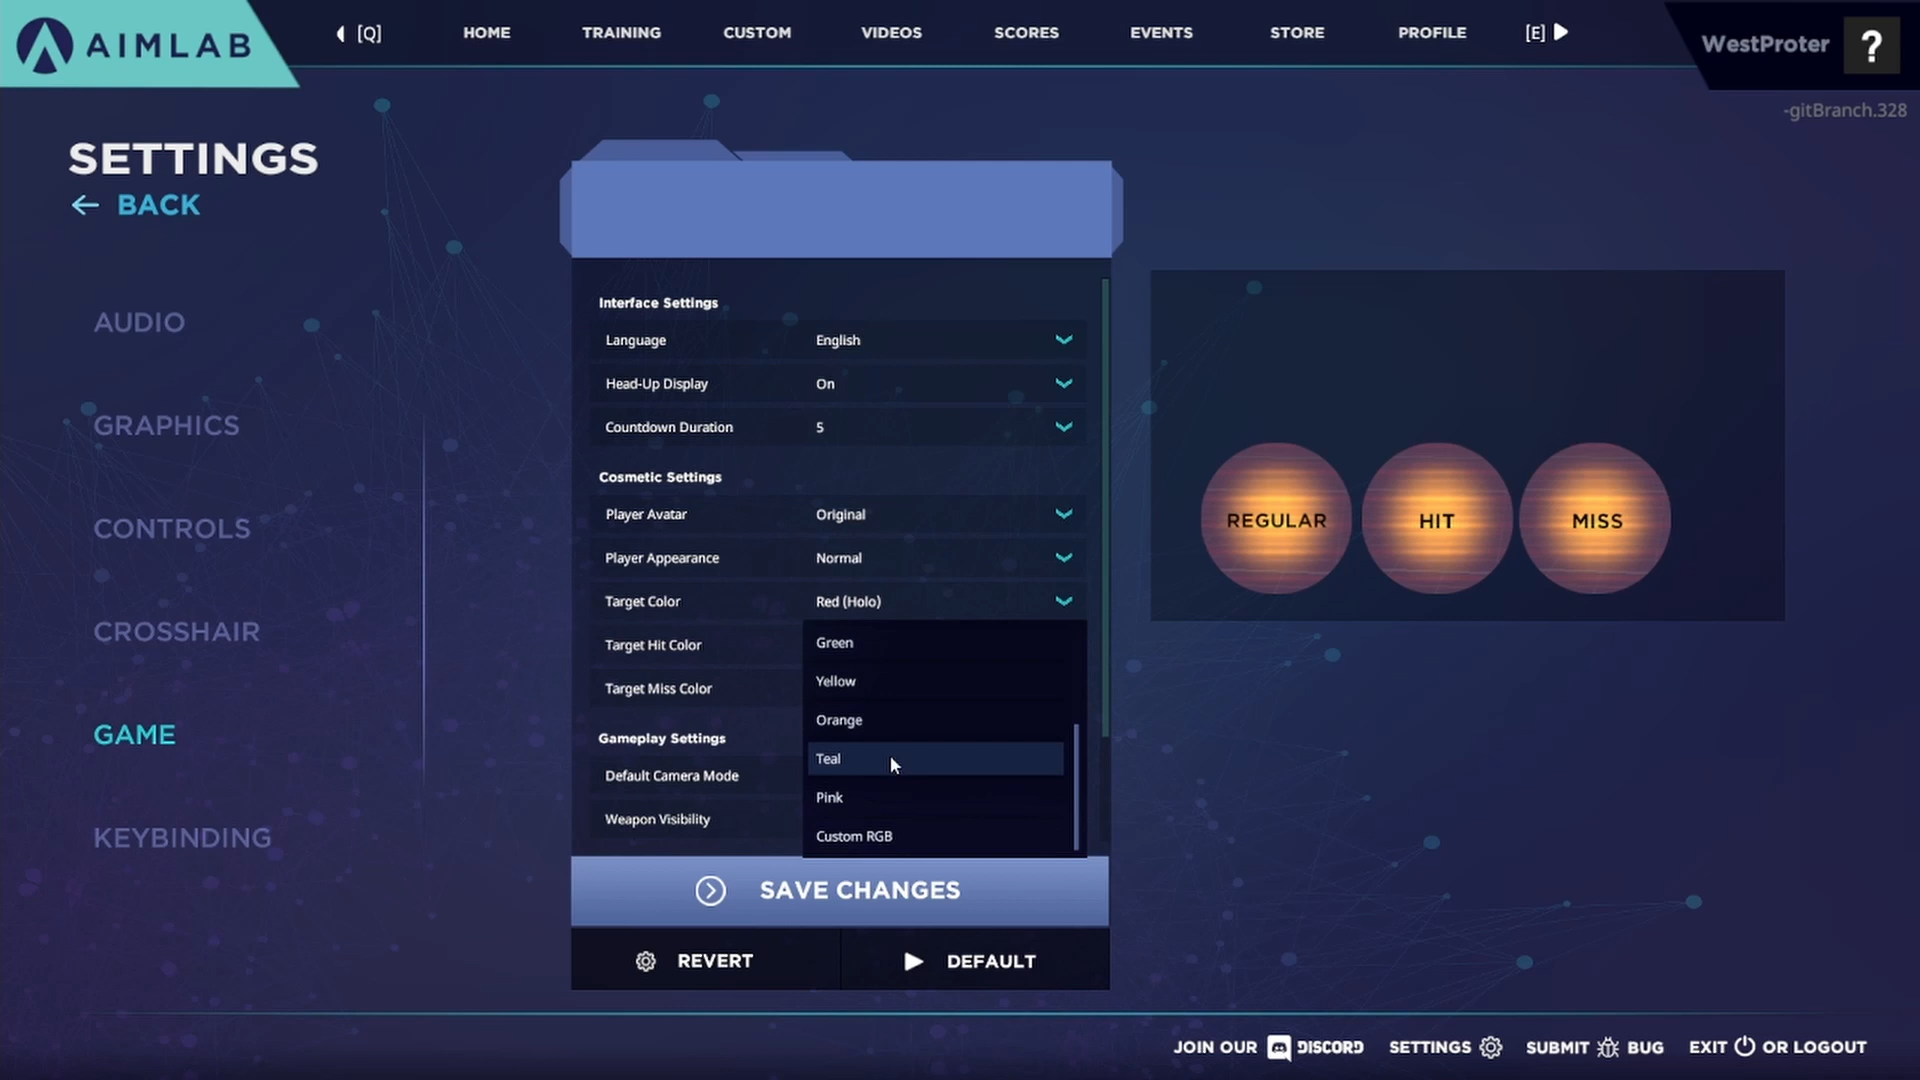 AIMLAB
[Q]
HOME
TRAINING
CUSTOM
VIDEOS
SCORES
EVENTS
STORE
PROFILE
[E]
WestProter
?
-gitBranch.328
SETTINGS
BACK
AUDIO
GRAPHICS
CONTROLS
CROSSHAIR
GAME
KEYBINDING
Interface Settings
Language English
Head-Up Display On
Countdown Duration 5
Cosmetic Settings
Player Avatar Original
Player Appearance Normal
Target Color Red (Holo)
Target Hit Color
Target Miss Color
Gameplay Settings
Default Camera Mode
Weapon Visibility
Green
Yellow
Orange
Teal
Pink
Custom RGB
SAVE CHANGES
REVERT
DEFAULT
REGULAR
HIT
MISS
JOIN OUR DISCORD
SETTINGS
SUBMIT BUG
EXIT OR LOGOUT